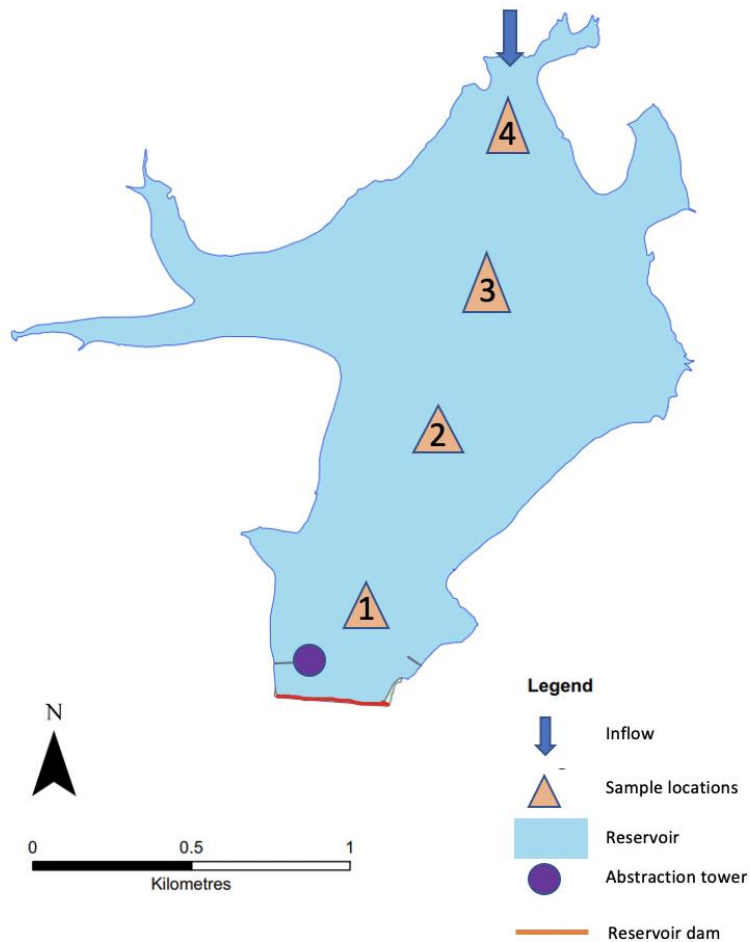 4
3
2
1
N
0 0.5 1
Kilometres
Legend
Inflow
Sample locations
Reservoir
Abstraction tower
Reservoir dam